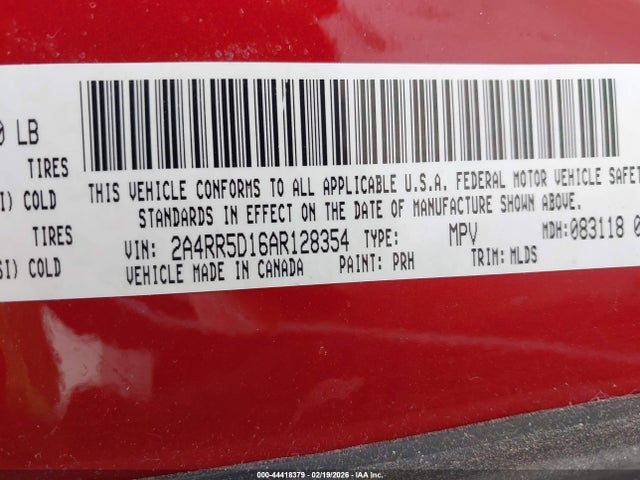 0 LB
TIRES
I) COLD
TIRES
SI) COLD
THIS VEHICLE CONFORMS TO ALL APPLICABLE U.S.A. FEDERAL MOTOR VEHICLE SAFET
STANDARDS IN EFFECT ON THE DATE OF MANUFACTURE SHOWN ABOVE.
VIN: 2A4RR5D16AR128354 TYPE: MPV MDH:083118 0
VEHICLE MADE IN CANADA PAINT: PRH TRIM: MLDS
000-44418379 - 02/19/2026 - IAA Inc.